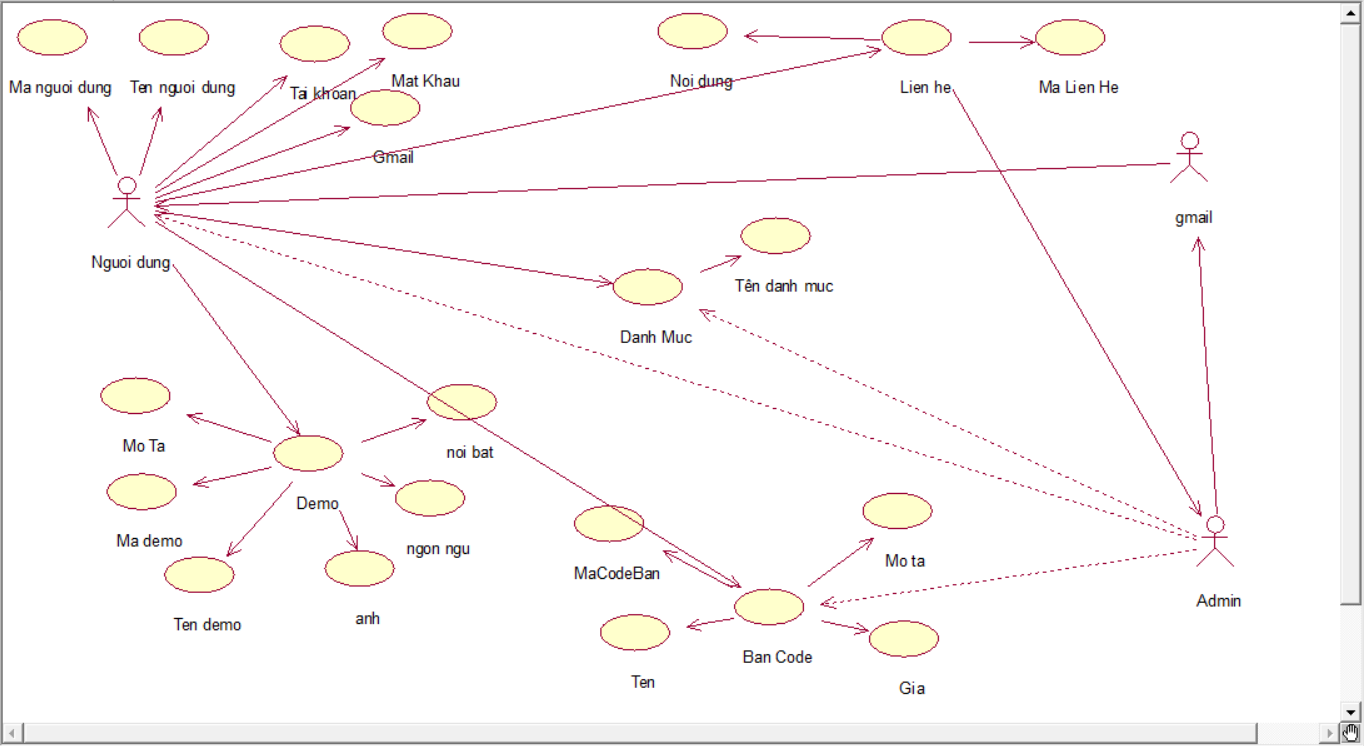 Ma nguoi dung
Ten nguoi dung
Tai khoan
Mat Khau
Noi dung
Lien he
Ma Lien He
Gmail
gmail
Nguoi dung
Tên danh muc
Danh Muc
Mo Ta
noi bat
Demo
Ma demo
ngon ngu
MaCodeBan
Mo ta
Admin
Ten demo
anh
Ban Code
Ten
Gia